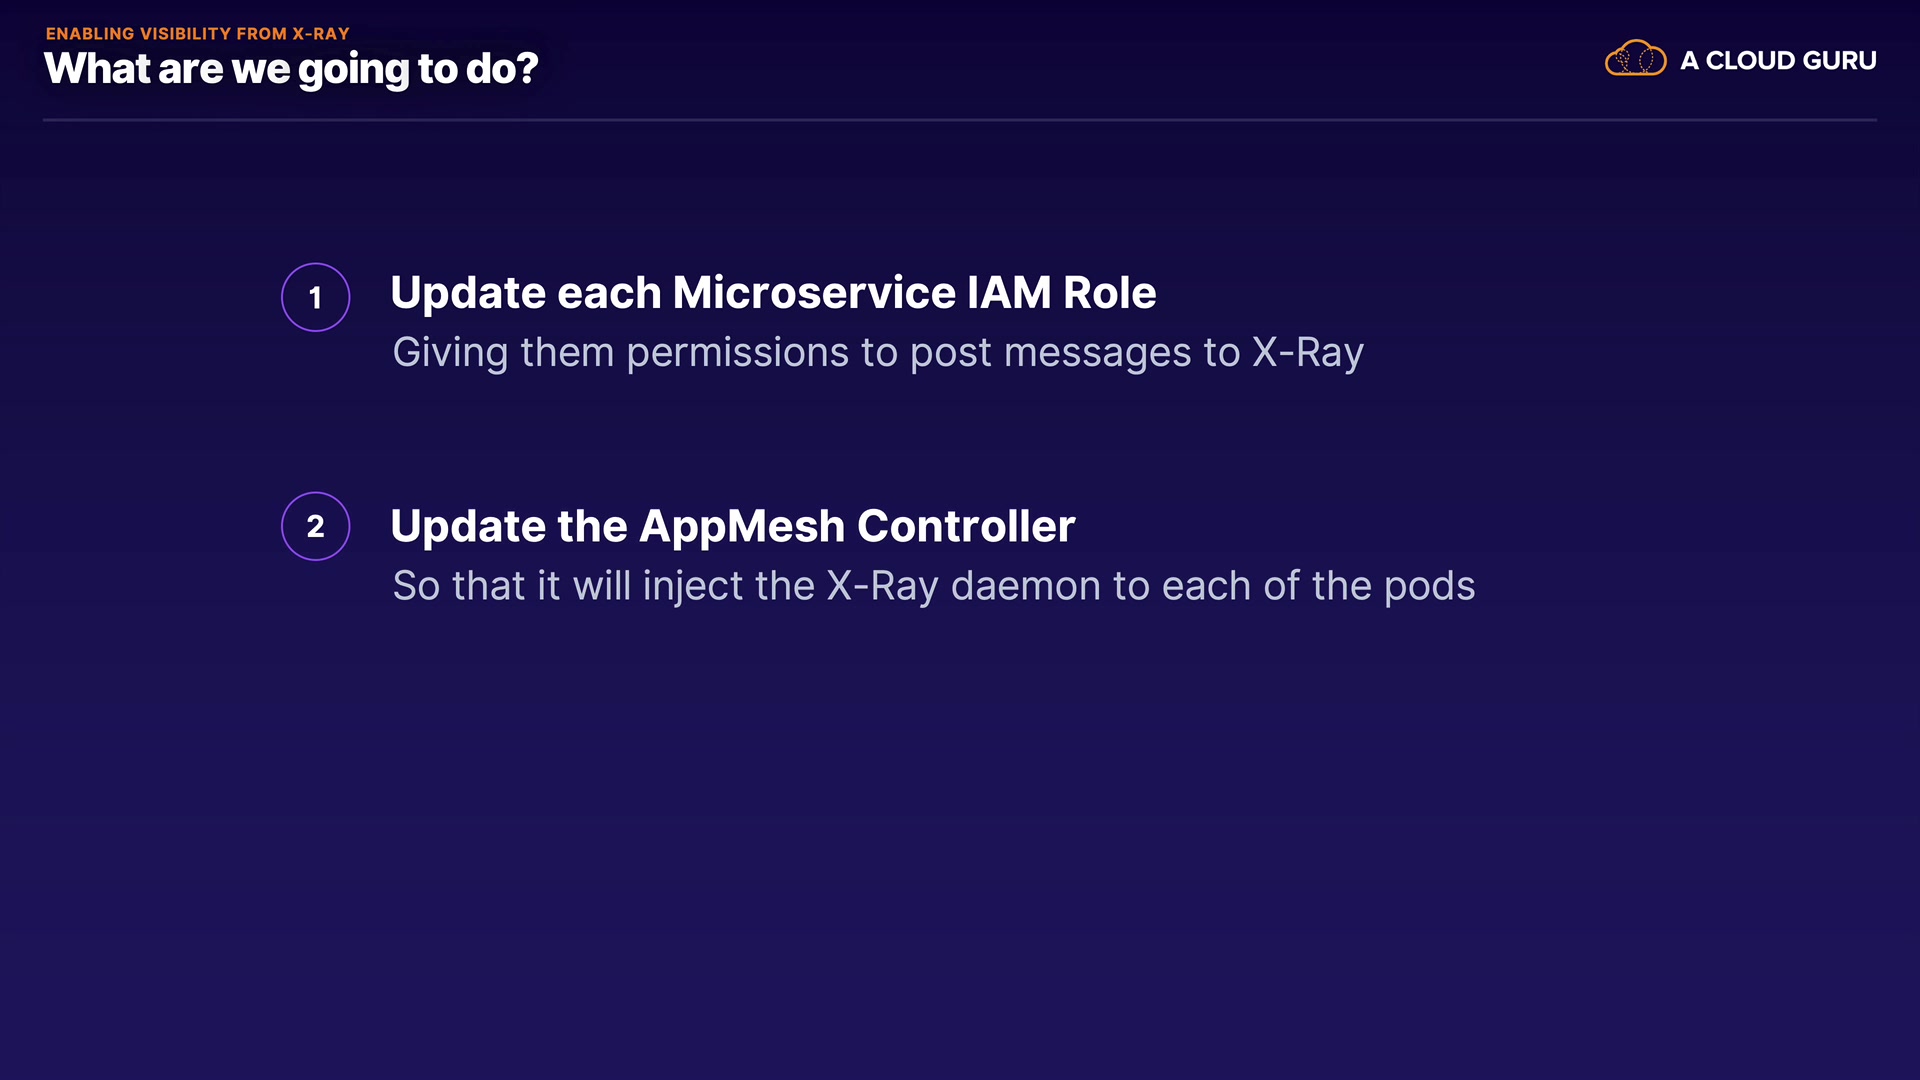 ENABLING VISIBILITY FROM X-RAY
What are we going to do?
A CLOUD GURU
1
Update each Microservice IAM Role
Giving them permissions to post messages to X-Ray
2
Update the AppMesh Controller
So that it will inject the X-Ray daemon to each of the pods